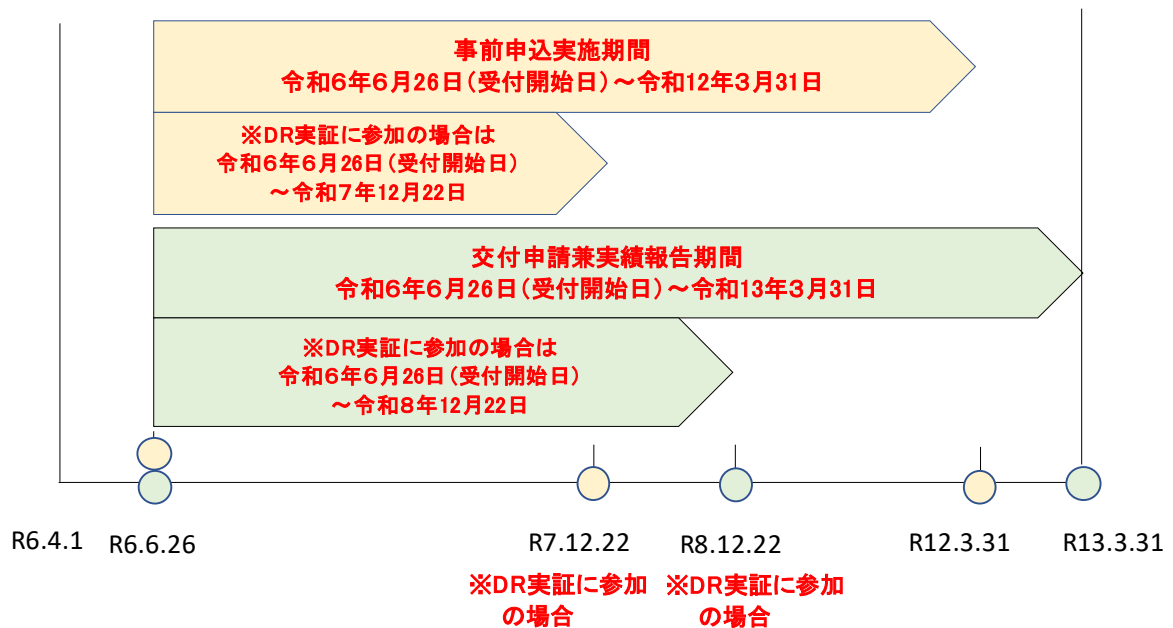 事前申込実施期間
令和6年6月26日(受付開始日)~令和12年3月31日
※DR実証に参加の場合は
令和6年6月26日(受付開始日)
~令和7年12月22日
交付申請兼実績報告期間
令和6年6月26日(受付開始日)~令和13年3月31日
※DR実証に参加の場合は
令和6年6月26日(受付開始日)
~令和8年12月22日
R6.4.1
R6.6.26
R7.12.22
R8.12.22
R12.3.31
R13.3.31
※DR実証に参加
の場合
※DR実証に参加
の場合